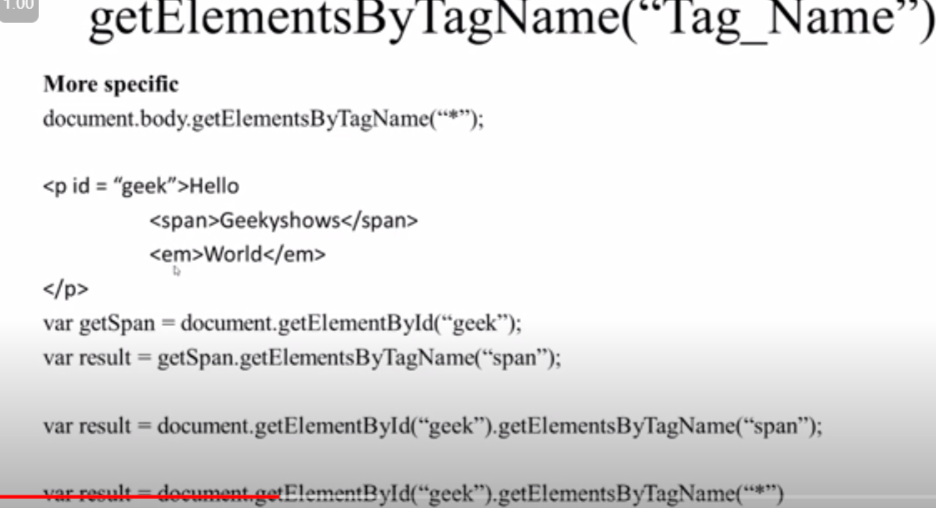 1.00
getElementsByTagName(“Tag_Name”)
More specific
document.body.getElementsByTagName(“*”);
<p id = “geek”>Hello
<span>Geekyshows</span>
<em>World</em>
</p>
var getSpan = document.getElementById(“geek”);
var result = getSpan.getElementsByTagName(“span”);
var result = document.getElementById(“geek”).getElementsByTagName(“span”);
var result = document.getElementById(“geek”).getElementsByTagName(“*”)